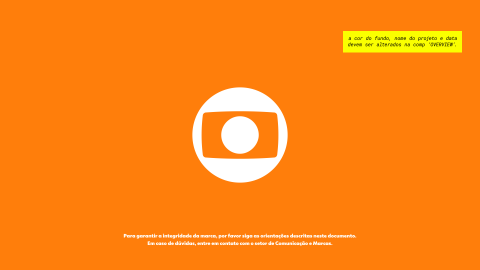 a cor do fundo, nome do projeto e data
devem ser alterados na comp 'OVERVIEW'.
Para garantir a integridade da marca, por favor siga as orientações descritas neste documento.
Em caso de dúvidas, entre em contato com o setor de Comunicação e Marcas.